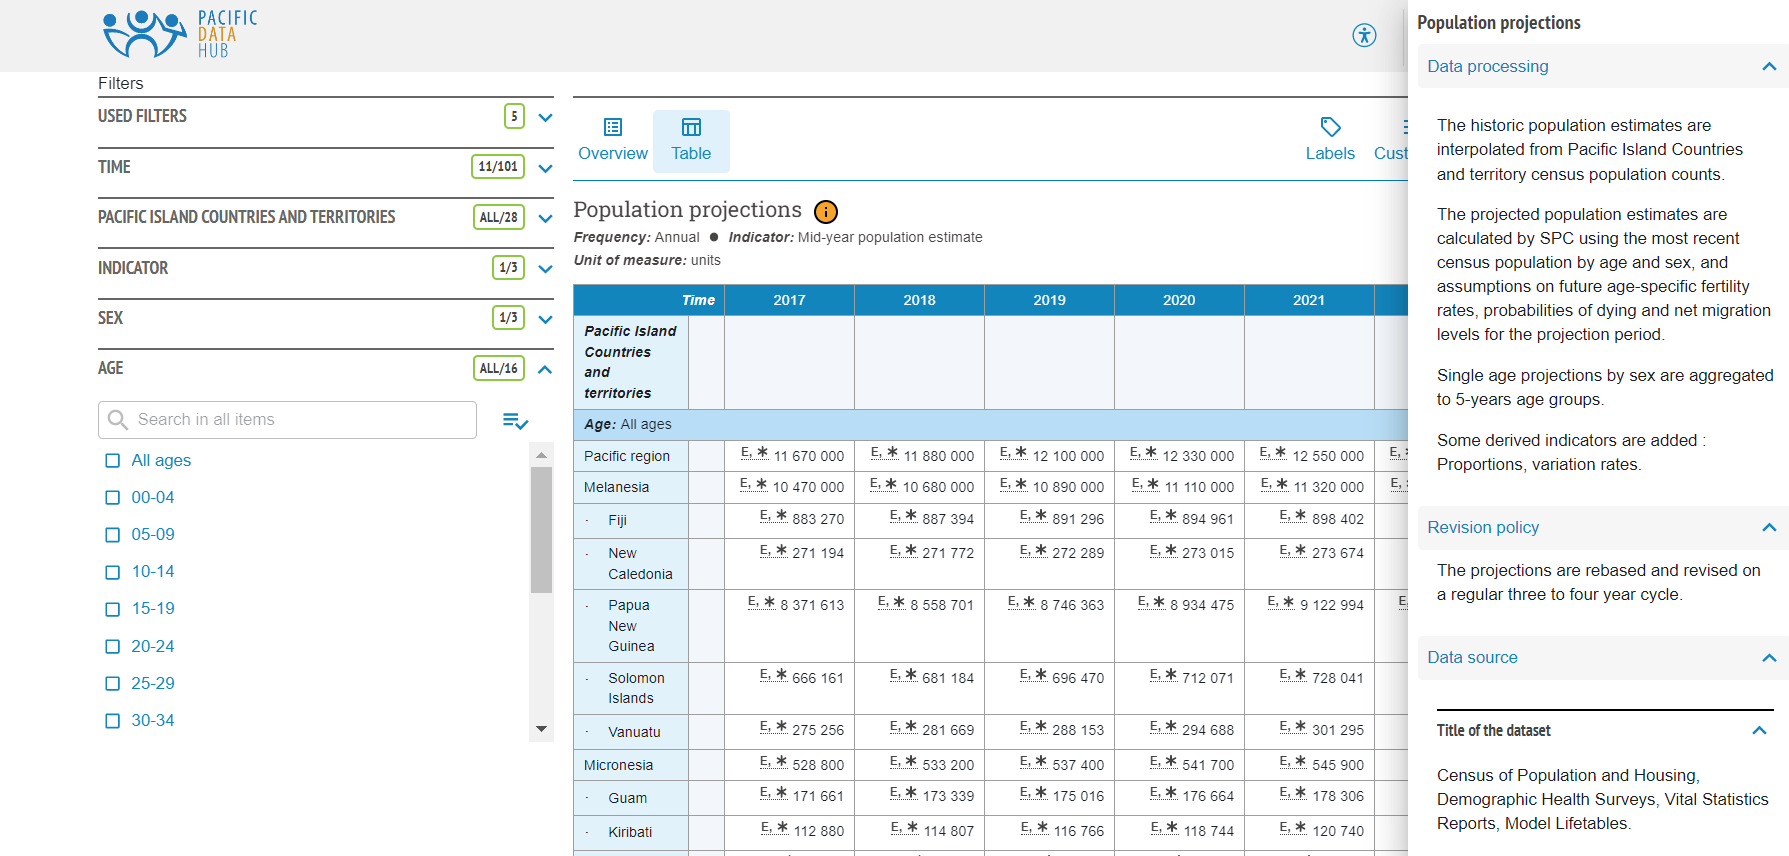 PACIFIC
DATA
HUB
Filters
USED FILTERS 5
TIME 11/101
PACIFIC ISLAND COUNTRIES AND TERRITORIES ALL/28
INDICATOR 1/3
SEX 1/3
AGE ALL/16
Search in all items
All ages
00-04
05-09
10-14
15-19
20-24
25-29
30-34
Overview Table Labels Cust
Population projections i
Frequency: Annual ● Indicator: Mid-year population estimate
Unit of measure: units
Time 2017 2018 2019 2020 2021
Pacific Island
Countries
and
territories
Age: All ages
Pacific region E, * 11 670 000 E, * 11 880 000 E, * 12 100 000 E, * 12 330 000 E, * 12 550 000 E, *
Melanesia E, * 10 470 000 E, * 10 680 000 E, * 10 890 000 E, * 11 110 000 E, * 11 320 000 E, *
· Fiji E, * 883 270 E, * 887 394 E, * 891 296 E, * 894 961 E, * 898 402
· New
Caledonia E, * 271 194 E, * 271 772 E, * 272 289 E, * 273 015 E, * 273 674
· Papua
New
Guinea E, * 8 371 613 E, * 8 558 701 E, * 8 746 363 E, * 8 934 475 E, * 9 122 994 E,
· Solomon
Islands E, * 666 161 E, * 681 184 E, * 696 470 E, * 712 071 E, * 728 041
· Vanuatu E, * 275 256 E, * 281 669 E, * 288 153 E, * 294 688 E, * 301 295
Micronesia E, * 528 800 E, * 533 200 E, * 537 400 E, * 541 700 E, * 545 900
· Guam E, * 171 661 E, * 173 339 E, * 175 016 E, * 176 664 E, * 178 306
· Kiribati E, * 112 880 E, * 114 807 E, * 116 766 E, * 118 744 E, * 120 740
Population projections
Data processing
The historic population estimates are
interpolated from Pacific Island Countries
and territory census population counts.
The projected population estimates are
calculated by SPC using the most recent
census population by age and sex, and
assumptions on future age-specific fertility
rates, probabilities of dying and net migration
levels for the projection period.
Single age projections by sex are aggregated
to 5-years age groups.
Some derived indicators are added :
Proportions, variation rates.
Revision policy
The projections are rebased and revised on
a regular three to four year cycle.
Data source
Title of the dataset
Census of Population and Housing,
Demographic Health Surveys, Vital Statistics
Reports, Model Lifetables.